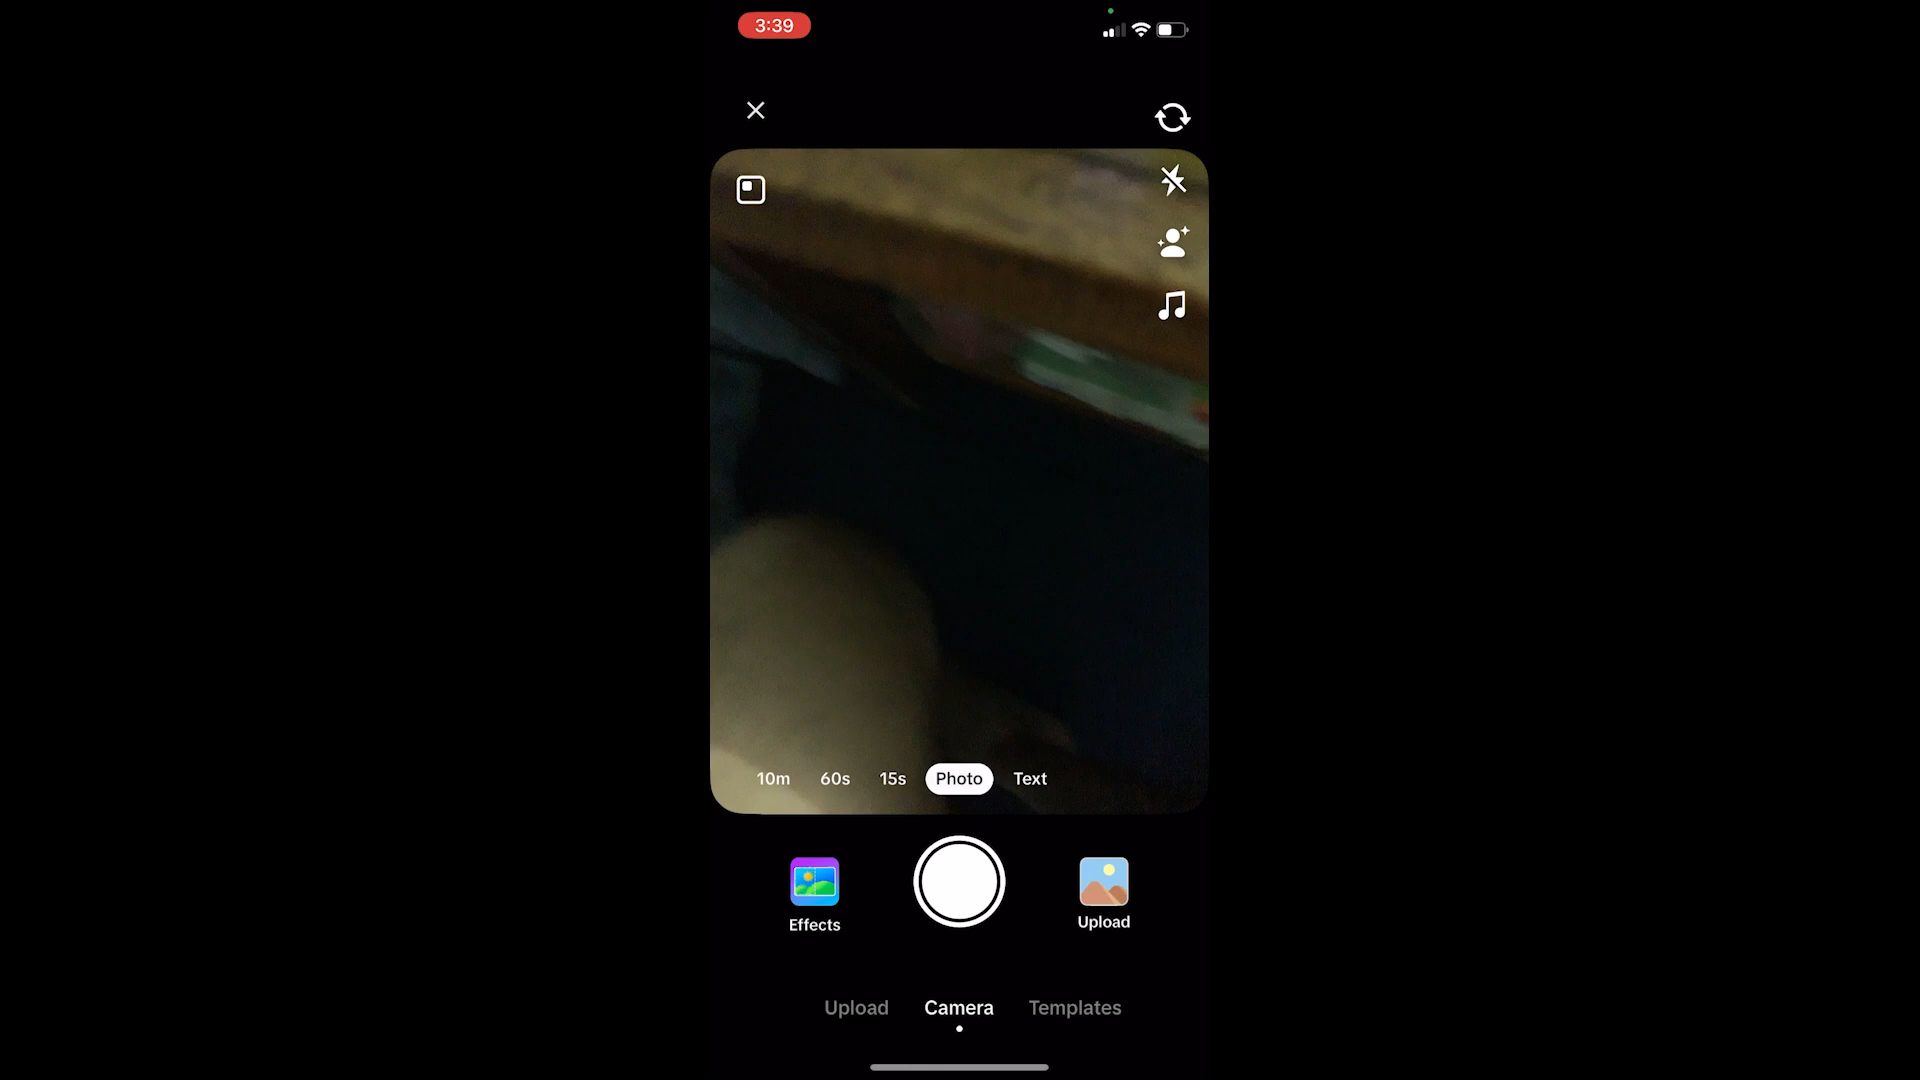 3:39
10m 60s 15s Photo Text
Effects
Upload
Upload Camera Templates